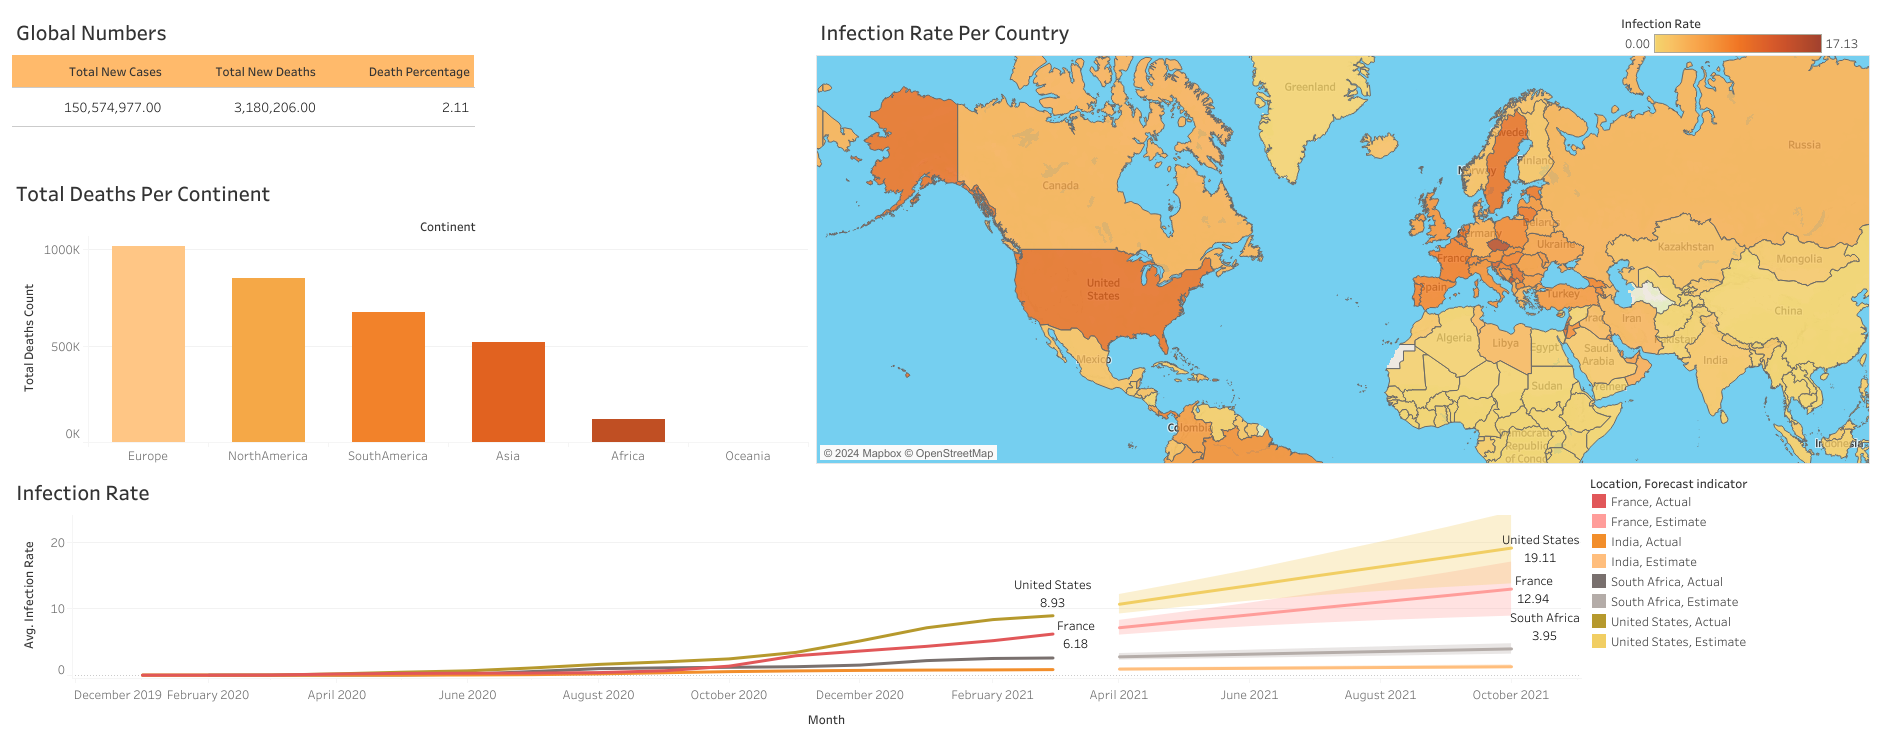 Global Numbers
Total New Cases Total New Deaths Death Percentage
150,574,977.00 3,180,206.00 2.11
Total Deaths Per Continent
Continent
Total Deaths Count
1000K
500K
0K
Europe NorthAmerica SouthAmerica Asia Africa Oceania
Infection Rate Per Country
Infection Rate
0.00 17.13
Greenland
Russia
Canada
Sweden
Finland
Norway
Belarus
Germany
Ukraine
France
Kazakhstan
Mongolia
United
States
Spain
Turkey
China
Iraq
Iran
Algeria
Libya
Egypt
Pakistan
Saudi
Arabia
India
Mexico
Sudan
Yemen
Colombia
Democratic
Republic
of Congo
Indonesia
© 2024 Mapbox © OpenStreetMap
Infection Rate
Avg. Infection Rate
20
10
0
United States
8.93
France
6.18
United States
19.11
France
12.94
South Africa
3.95
December 2019 February 2020 April 2020 June 2020 August 2020 October 2020 December 2020 February 2021 April 2021 June 2021 August 2021 October 2021
Month
Location, Forecast indicator
France, Actual
France, Estimate
India, Actual
India, Estimate
South Africa, Actual
South Africa, Estimate
United States, Actual
United States, Estimate